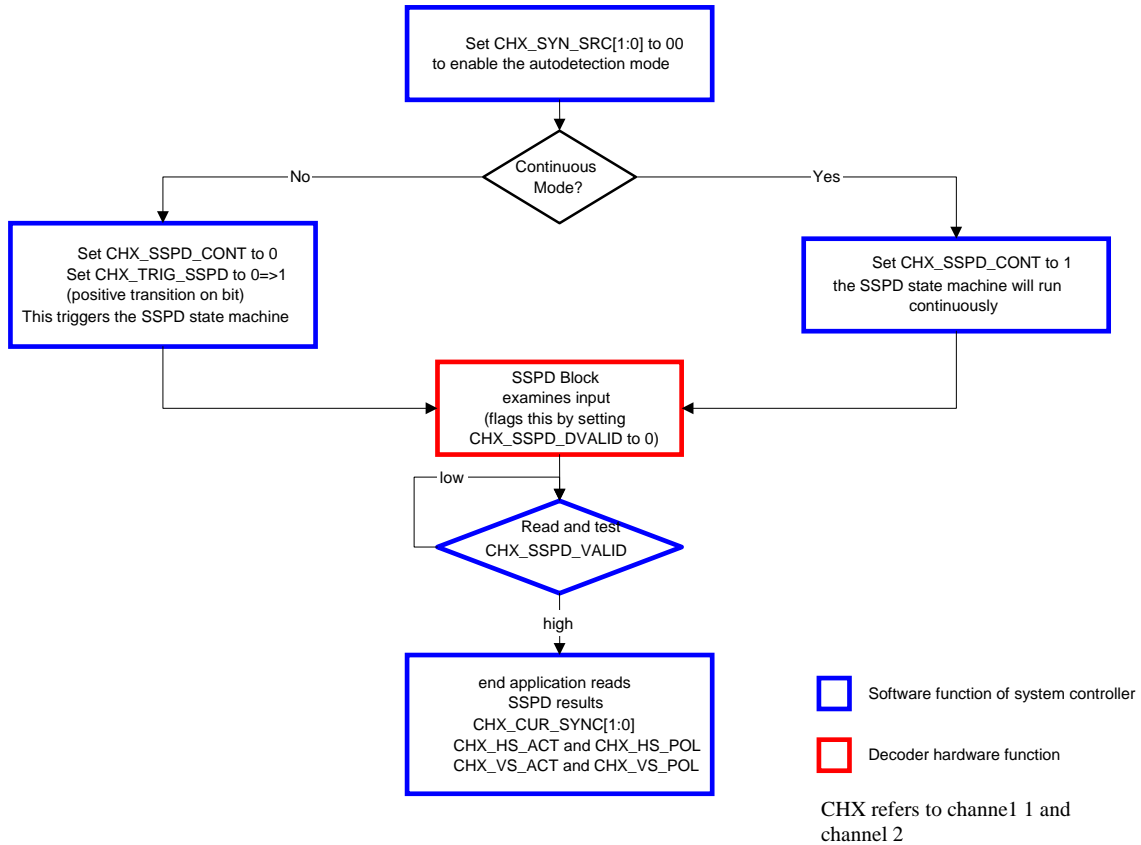 Set CHX_SYN_SRC[1:0] to 00
to enable the autodetection mode
Continuous
Mode?
No
Yes
Set CHX_SSPD_CONT to 0
Set CHX_TRIG_SSPD to 0=>1
(positive transition on bit)
This triggers the SSPD state machine
Set CHX_SSPD_CONT to 1
the SSPD state machine will run
continuously
SSPD Block
examines input
(flags this by setting
CHX_SSPD_DVALID to 0)
low
Read and test
CHX_SSPD_VALID
high
end application reads
SSPD results
CHX_CUR_SYNC[1:0]
CHX_HS_ACT and CHX_HS_POL
CHX_VS_ACT and CHX_VS_POL
Software function of system controller
Decoder hardware function
CHX refers to channe1 1 and
channel 2